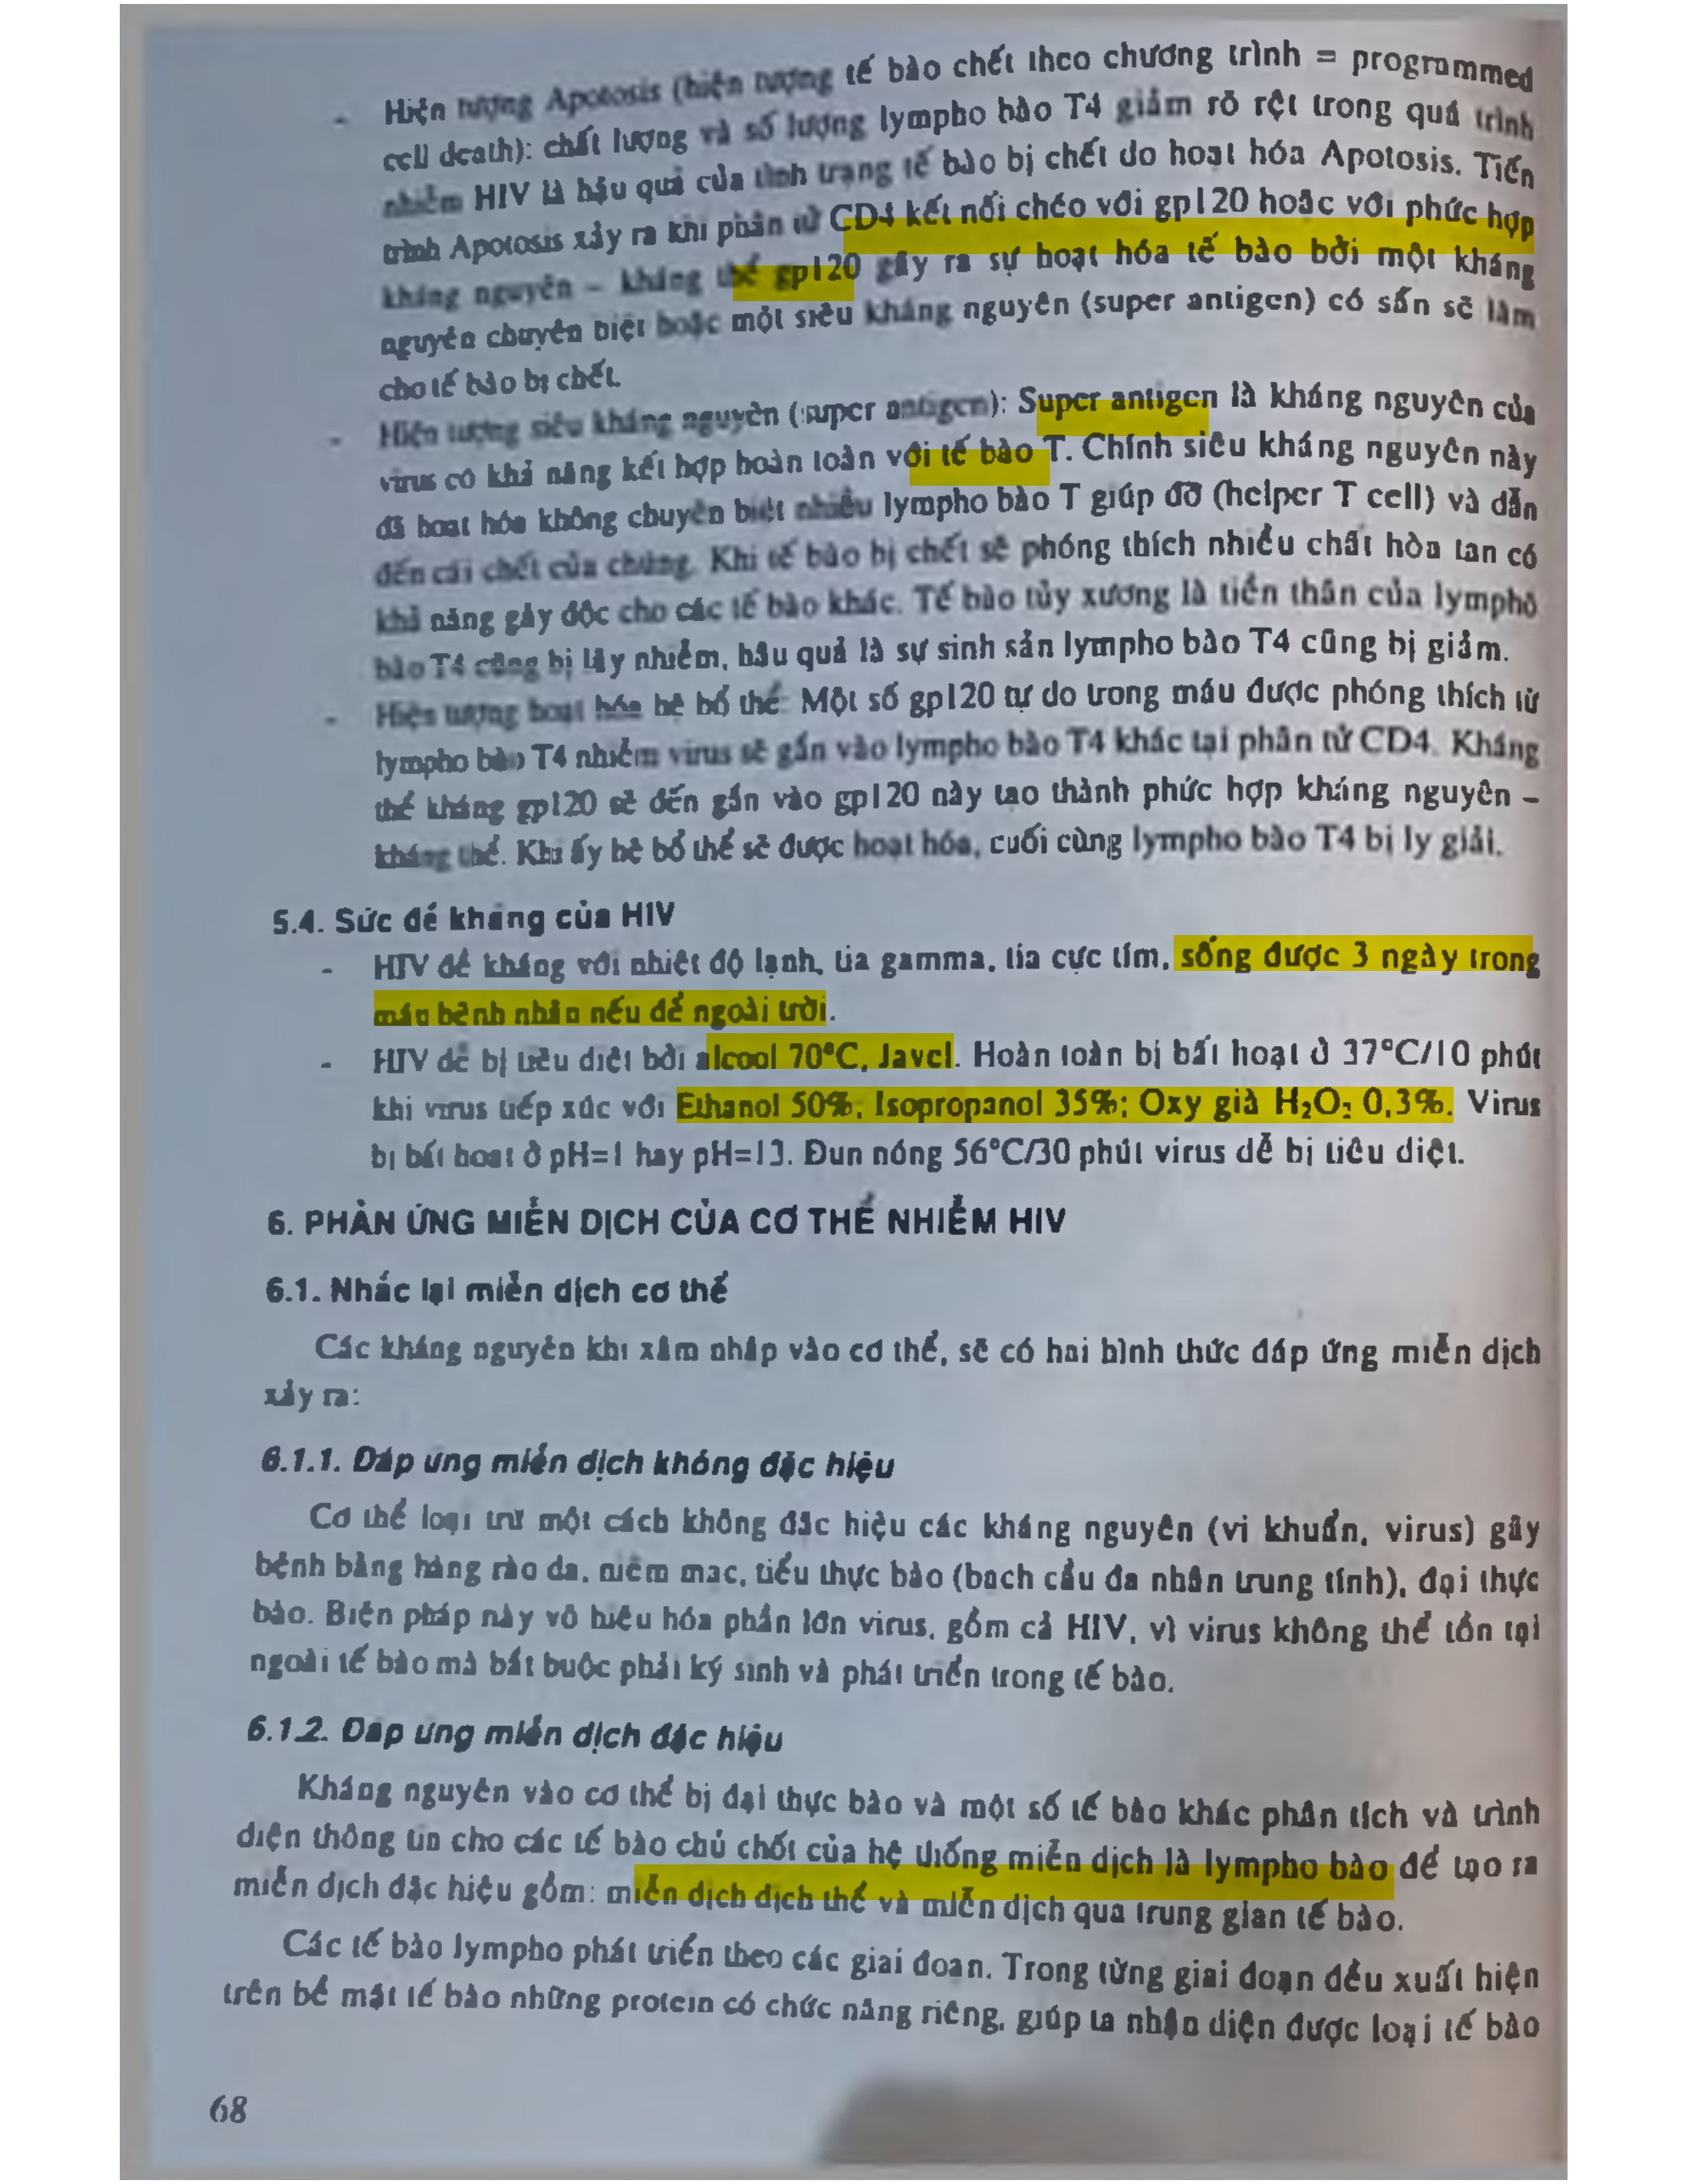 - Hiện tượng Apotosis (hiện tượng tế bào chết theo chương trình = programmed
cell death): chất lượng và số lượng lympho bào T4 giảm rõ rệt trong quá trình
nhiễm HIV là hậu quả của tình trạng tế bào bị chết do hoạt hóa Apotosis. Tiến
trình Apotosis xảy ra khi phân tử CD4 kết nối chéo với gp120 hoặc với phức hợp
kháng nguyên – kháng thể gp120 gây ra sự hoạt hóa tế bào bởi một kháng
nguyên chuyên biệt hoặc một siêu kháng nguyên (super antigen) có sẵn sẽ làm
cho tế bào bị chết.
- Hiện tượng siêu kháng nguyên (super antigen): Super antigen là kháng nguyên của
virus có khả năng kết hợp hoàn toàn với tế bào T. Chính siêu kháng nguyên này
đã hoạt hóa không chuyên biệt nhiều lympho bào T giúp đỡ (helper T cell) và dẫn
đến cái chết của chúng. Khi tế bào bị chết sẽ phóng thích nhiều chất hòa tan có
khả năng gây độc cho các tế bào khác. Tế bào tủy xương là tiền thân của lympho
bào T4 cũng bị lây nhiễm, hậu quả là sự sinh sản lympho bào T4 cũng bị giảm.
- Hiện tượng hoạt hóa hệ bổ thể: Một số gp120 tự do trong máu được phóng thích từ
lympho bào T4 nhiễm virus sẽ gắn vào lympho bào T4 khác tại phân tử CD4. Kháng
thể kháng gp120 sẽ đến gắn vào gp120 này tạo thành phức hợp kháng nguyên –
kháng thể. Khi ấy hệ bổ thể sẽ được hoạt hóa, cuối cùng lympho bào T4 bị ly giải.
5.4. Sức đề kháng của HIV
- HIV đề kháng với nhiệt độ lạnh, tia gamma, tia cực tím, sống được 3 ngày trong
máu bệnh nhân nếu để ngoài trời.
- HIV dễ bị tiêu diệt bởi alcool 70°C, Javel. Hoàn toàn bị bất hoạt ở 37°C/10 phút
khi virus tiếp xúc với Ethanol 50%; Isopropanol 35%; Oxy già H₂O₂ 0,3%. Virus
bị bất hoạt ở pH=1 hay pH=13. Đun nóng 56°C/30 phút virus dễ bị tiêu diệt.
6. PHẢN ỨNG MIỄN DỊCH CỦA CƠ THỂ NHIỄM HIV
6.1. Nhắc lại miễn dịch cơ thể
Các kháng nguyên khi xâm nhập vào cơ thể, sẽ có hai hình thức đáp ứng miễn dịch
xảy ra:
6.1.1. Đáp ứng miễn dịch không đặc hiệu
Cơ thể loại trừ một cách không đặc hiệu các kháng nguyên (vi khuẩn, virus) gây
bệnh bằng hàng rào da, niêm mạc, tiểu thực bào (bạch cầu đa nhân trung tính), đại thực
bào. Biện pháp này vô hiệu hóa phần lớn virus, gồm cả HIV, vì virus không thể tồn tại
ngoài tế bào mà bắt buộc phải ký sinh và phát triển trong tế bào.
6.1.2. Đáp ứng miễn dịch đặc hiệu
Kháng nguyên vào cơ thể bị đại thực bào và một số tế bào khác phân tích và trình
diện thông tin cho các tế bào chủ chốt của hệ thống miễn dịch là lympho bào để tạo ra
miễn dịch đặc hiệu gồm: miễn dịch dịch thể và miễn dịch qua trung gian tế bào.
Các tế bào lympho phát triển theo các giai đoạn. Trong từng giai đoạn đều xuất hiện
trên bề mặt tế bào những protein có chức năng riêng, giúp ta nhận diện được loại tế bào
68